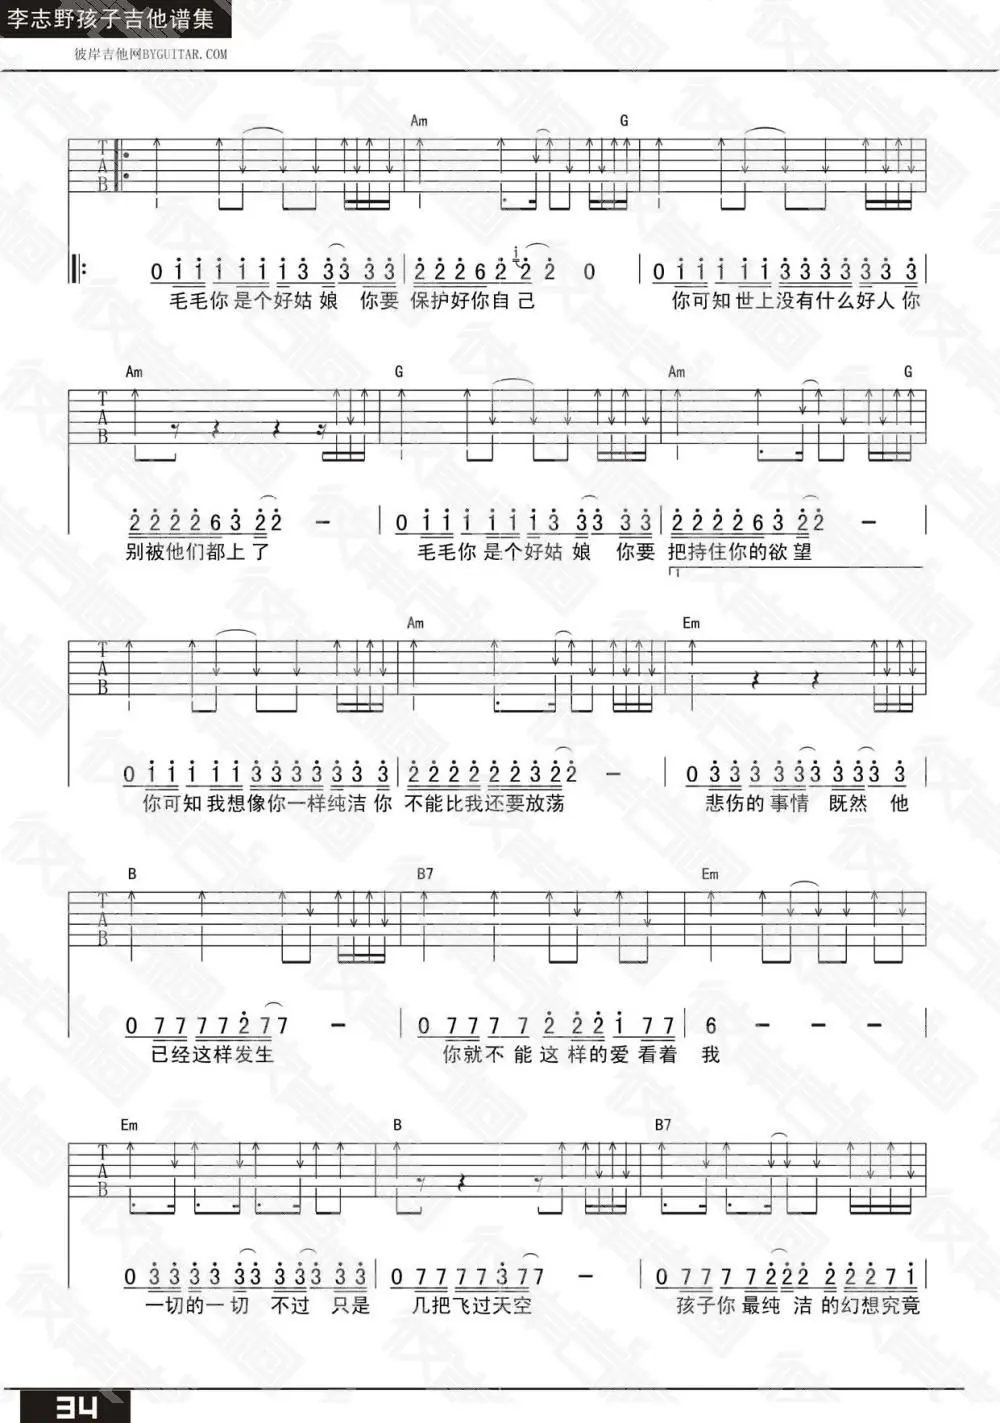 李志野孩子吉他谱集
彼岸吉他网BYGUITAR.COM
Am G
T A B
0 1 1 1 1 1 1 3 3 3 3 3 2 2 2 6 2 1 2 2 0 0 1 1 1 1 1 3 3 3 3 3 3 3 3
毛毛你是个好姑娘 你要 保护好你自己 你可知世上没有什么好人你
Am G Am G
T A B
2 2 2 2 6 3 2 2 - 0 1 1 1 1 1 1 3 3 3 3 3 2 2 2 2 6 3 2 2 -
别被他们都上了 毛毛你是个好姑娘 你要 把持住你的欲望
1
Am Em
T A B
0 1 1 1 1 1 3 3 3 3 3 3 3 2 2 2 2 2 2 3 2 2 - 0 3 3 3 3 3 3 3 3 3
你可知我想像你一样纯洁你 不能比我还要放荡 悲伤的事情 既然 他
B B7 Em
T A B
0 7 7 7 7 2 7 7 - 0 7 7 7 7 2 2 2 1 7 7 6 - - -
已经这样发生 你就不能这样的爱看着 我
Em B B7
T A B
0 3 3 3 3 3 3 3 3 3 3 0 7 7 7 7 3 7 7 - 0 7 7 7 7 2 2 2 2 2 7 1
一切的一切 不过 只是 几把飞过天空 孩子你最纯洁的幻想究竟
34